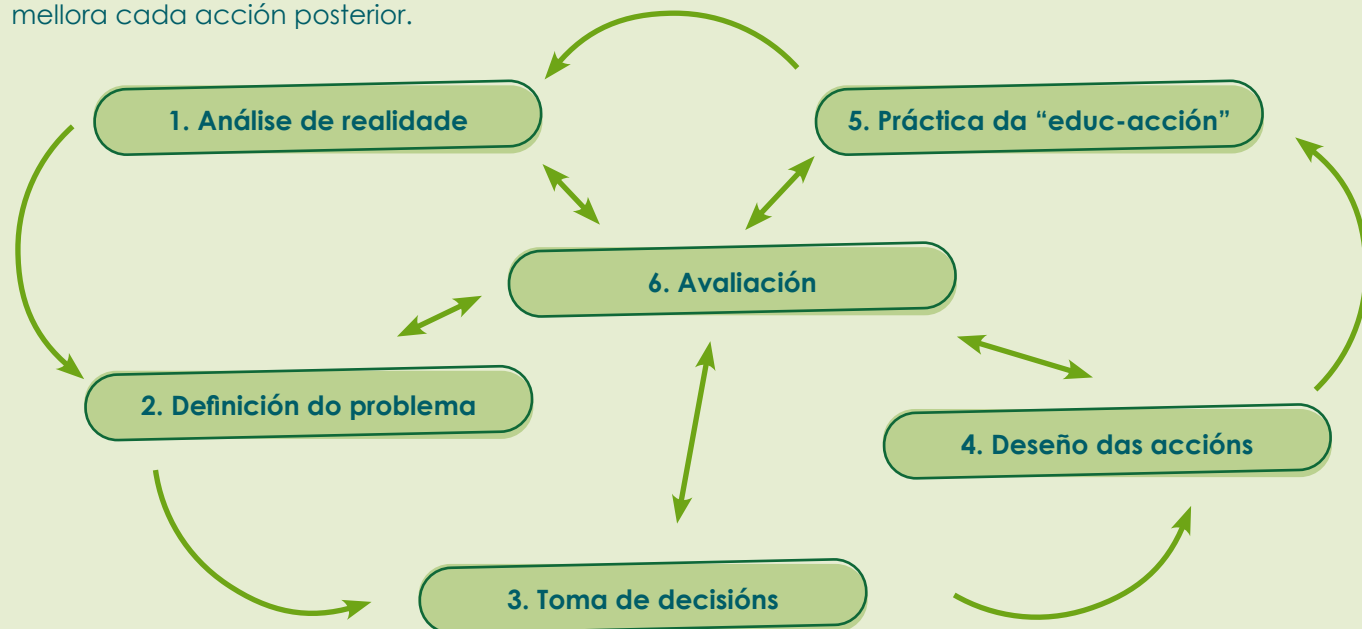 mellora cada acción posterior.
1. Análise de realidade
5. Práctica da “educ-acción”
6. Avaliación
2. Definición do problema
4. Deseño das accións
3. Toma de decisións